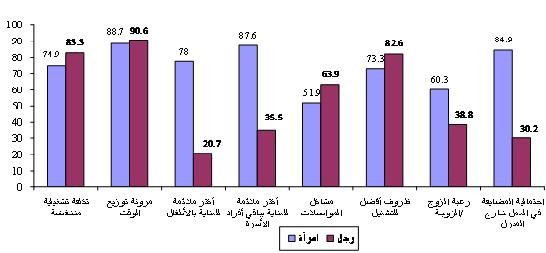 100
90
80
70
60
50
40
30
20
10
0
74.9
83.3
88.7
90.6
78
20.7
87.6
35.5
51.9
63.9
73.3
82.6
60.3
38.8
84.9
30.2
تكلفة تشغيلية
منخفضة
مرونة توزيع
الوقت
أكثر ملائمة
للعناية بالأطفال
أكثر ملائمة
للعناية بباقي أفراد
الأسرة
مشاكل
المواصلات
ظروف أفضل
للتشغيل
رغبة الزوج
/الزوجة
احتمالية المضايقة
في العمل خارج
المنزل
امرأة
رجل